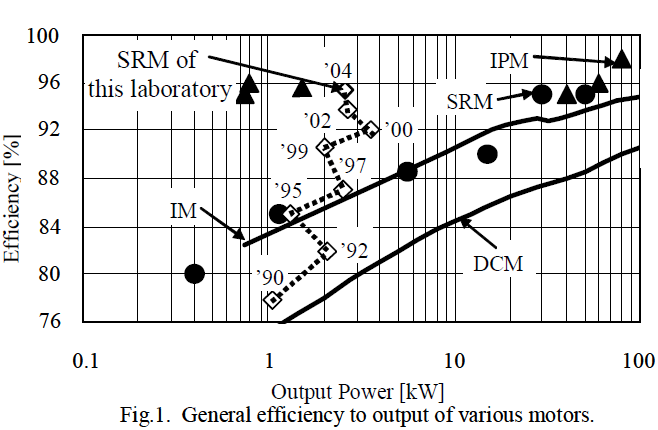 100
96
92
88
84
80
76
Efficiency [%]
SRM of
this laboratory
'04
'02
'00
'99
'97
'95
'92
'90
IM
IPM
SRM
DCM
0.1
1
10
100
Output Power [kW]
Fig.1. General efficiency to output of various motors.